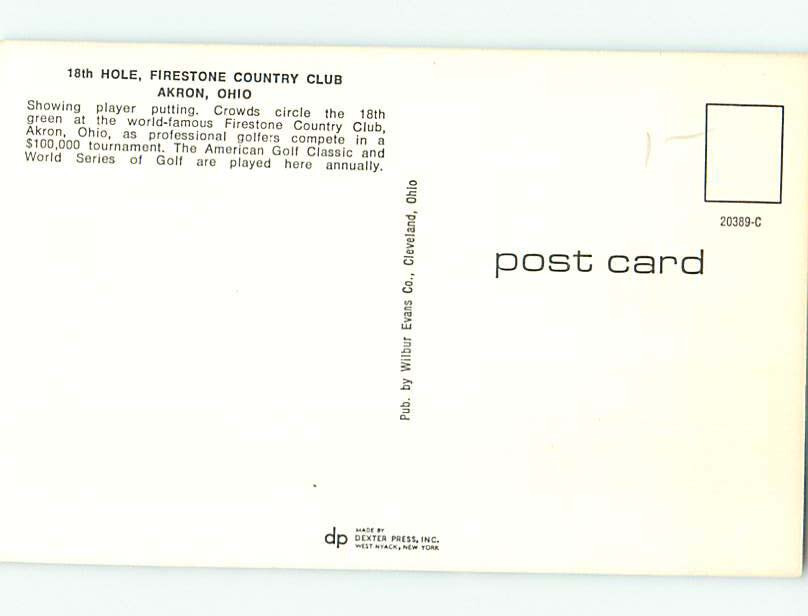 18th HOLE, FIRESTONE COUNTRY CLUB
AKRON, OHIO
Showing player putting. Crowds circle the 18th
green at the world-famous Firestone Country Club,
Akron, Ohio, as professional golfers compete in a
$100,000 tournament. The American Golf Classic and
World Series of Golf are played here annually.
Pub. by Wilbur Evans Co., Cleveland, Ohio
20389-C
post card
dp
MADE BY
DEXTER PRESS, INC.
WEST NYACK, NEW YORK